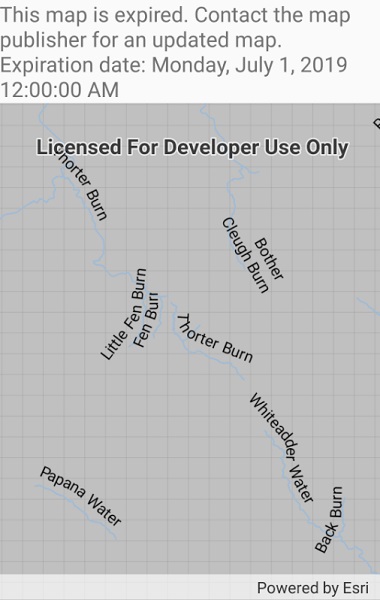 This map is expired. Contact the map
publisher for an updated map.
Expiration date: Monday, July 1, 2019
12:00:00 AM
Licensed For Developer Use Only
Thorter Burn
Bother
Cleugh Burn
Little Fen Burn
Fen Burn
Thorter Burn
Whiteadder Water
Papana Water
Back Burn
Powered by Esri